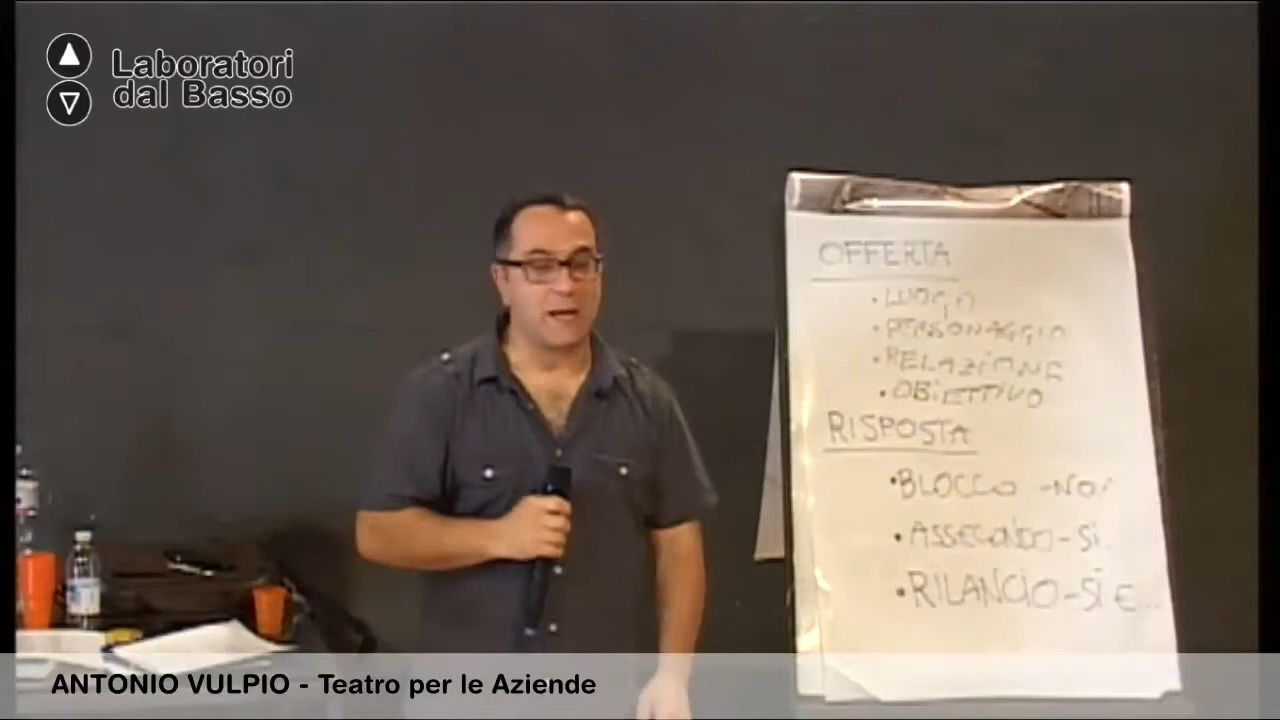 Laboratori
dal Basso
OFFERTA
• LUOGO
• PERSONAGGIO
• RELAZIONE
• OBIETTIVO
RISPOSTA
• BLOCCO - NO!
• ASSECONDO - SI.
• RILANCIO - SÌ E...
ANTONIO VULPIO - Teatro per le Aziende